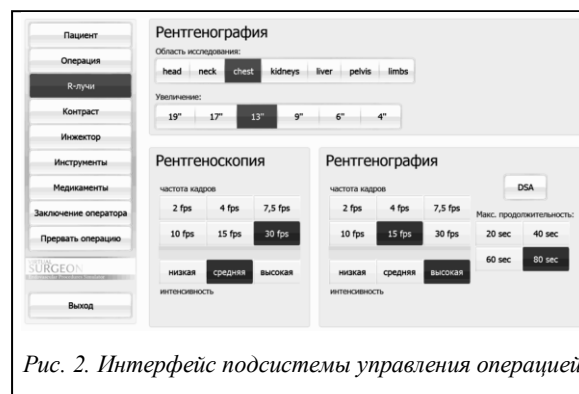 Пациент
Операция
R-лучи
Контраст
Инжектор
Инструменты
Медикаменты
Заключение оператора
Прервать операцию
VIRTUAL
SURGEON
Выход
Рентгенография
Область исследования:
head neck chest kidneys liver pelvis limbs
Увеличение:
19" 17" 13" 9" 6" 4"
Рентгеноскопия
частота кадров
2 fps 4 fps 7,5 fps
10 fps 15 fps 30 fps
низкая средняя высокая
интенсивность
Рентгенография
частота кадров
2 fps 4 fps 7,5 fps
10 fps 15 fps 30 fps
низкая средняя высокая
интенсивность
DSA
Макс. продолжительность:
20 sec 40 sec
60 sec 80 sec
Рис. 2. Интерфейс подсистемы управления операцией